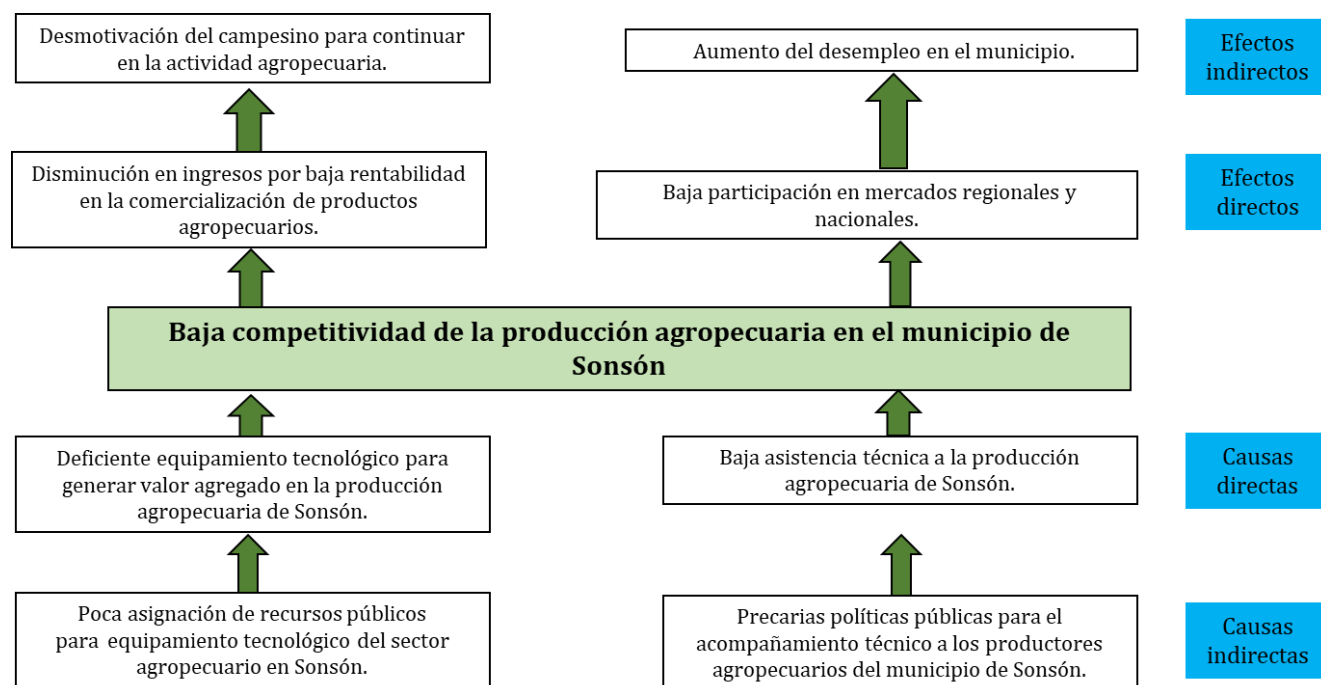 Desmotivación del campesino para continuar
en la actividad agropecuaria.
Aumento del desempleo en el municipio.
Efectos
indirectos
Disminución en ingresos por baja rentabilidad
en la comercialización de productos
agropecuarios.
Baja participación en mercados regionales y
nacionales.
Efectos
directos
Baja competitividad de la producción agropecuaria en el municipio de
Sonsón
Deficiente equipamiento tecnológico para
generar valor agregado en la producción
agropecuaria de Sonsón.
Baja asistencia técnica a la producción
agropecuaria de Sonsón.
Causas
directas
Poca asignación de recursos públicos
para equipamiento tecnológico del sector
agropecuario en Sonsón.
Precarias políticas públicas para el
acompañamiento técnico a los productores
agropecuarios del municipio de Sonsón.
Causas
indirectas